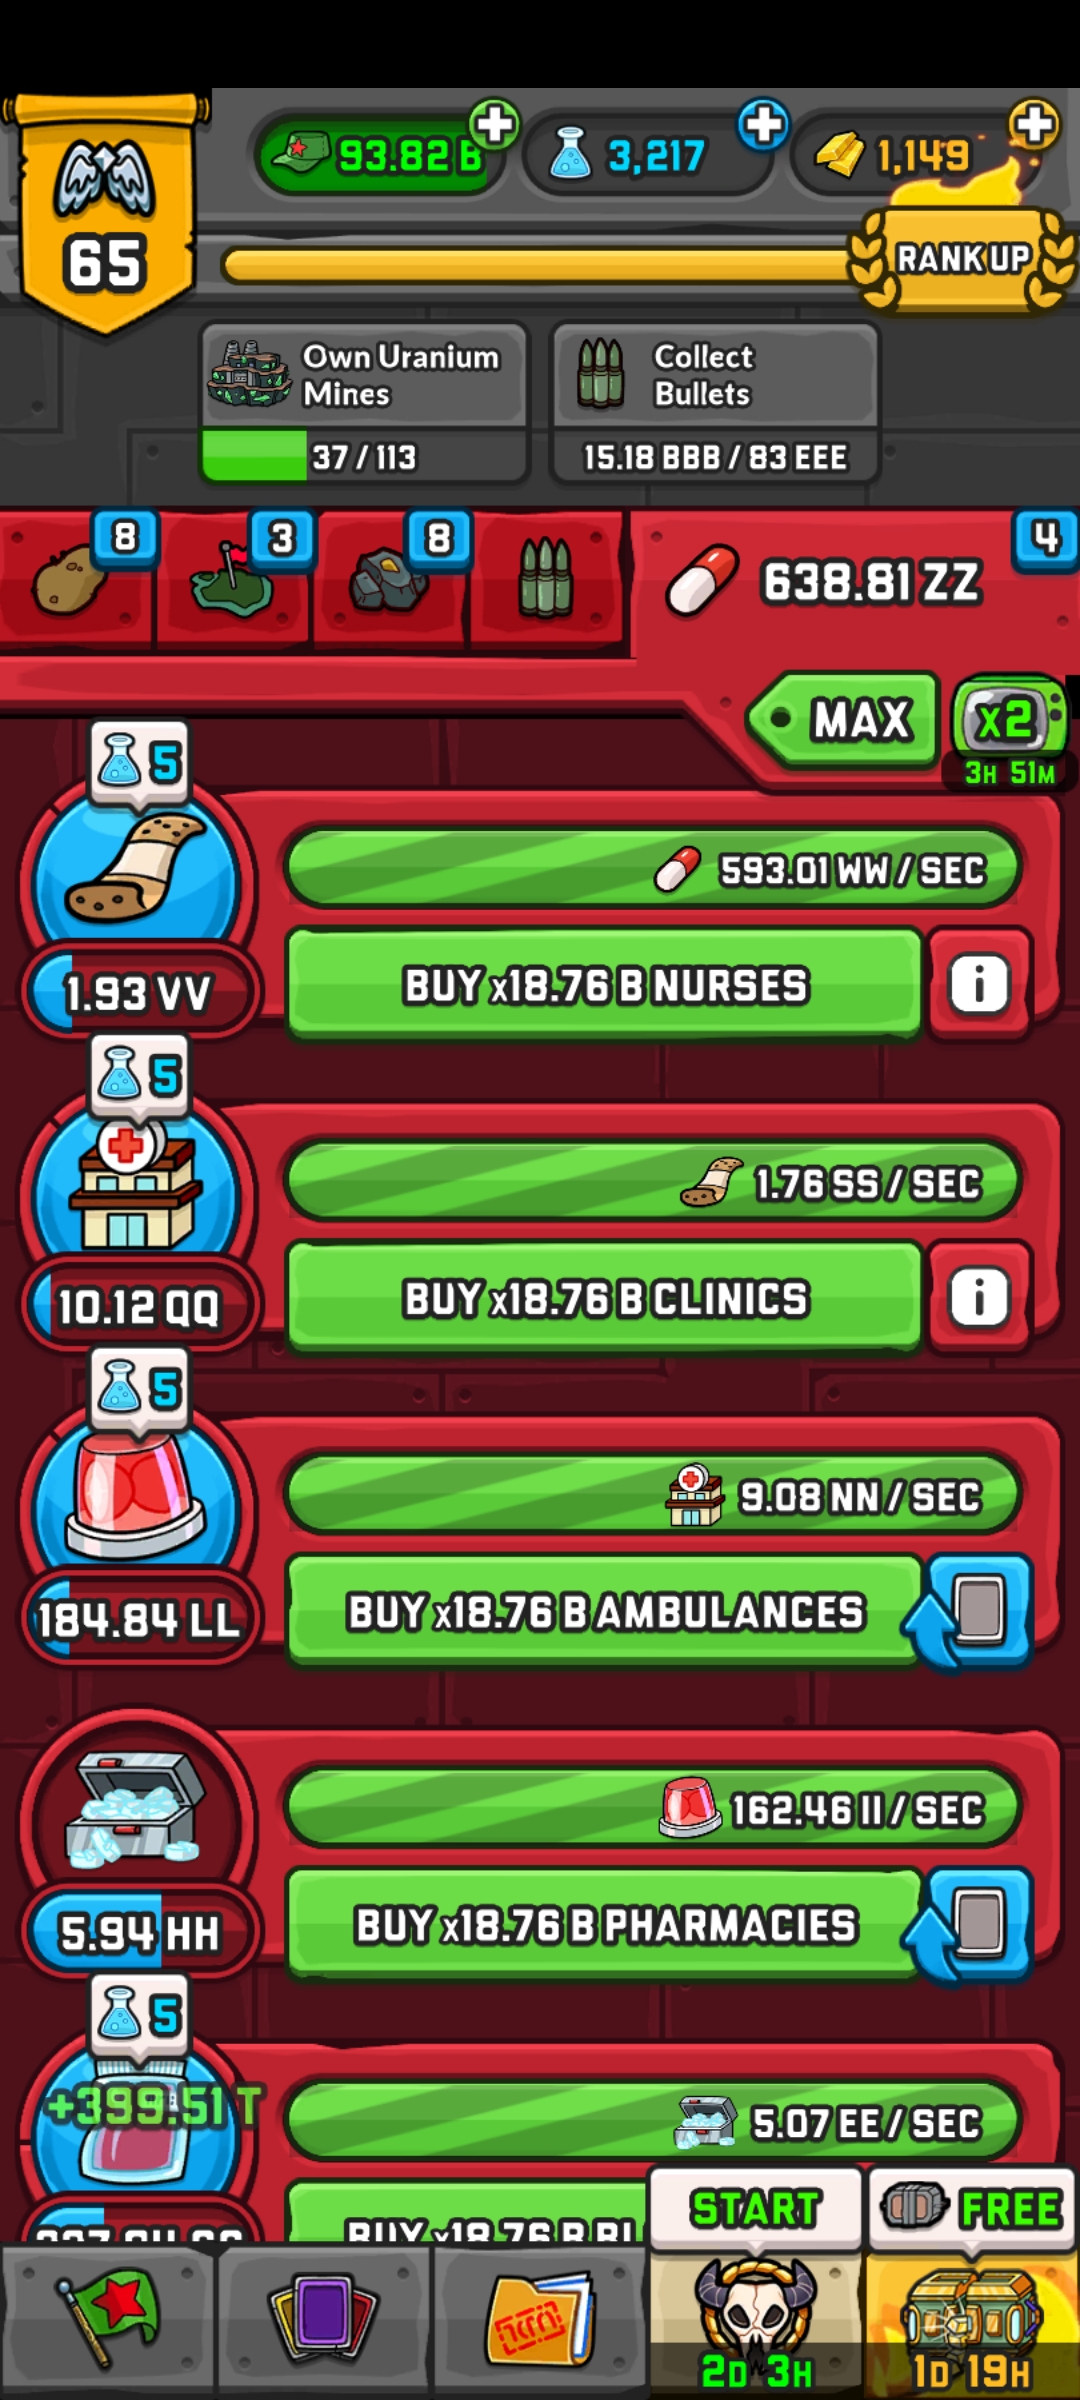 93.82 B
3,217
1,149
65
RANK UP
Own Uranium
Mines
37 / 113
Collect
Bullets
15.18 BBB / 83 EEE
8
3
8
4
638.81 ZZ
MAX
x2
3H 51M
5
593.01 WW / SEC
1.93 VV
BUY x18.76 B NURSES
i
5
1.76 SS / SEC
10.12 QQ
BUY x18.76 B CLINICS
i
5
9.08 NN / SEC
184.84 LL
BUY x18.76 B AMBULANCES
162.46 II / SEC
5.94 HH
BUY x18.76 B PHARMACIES
5
+399.51 T
5.07 EE / SEC
BUY x18.76 B
START
FREE
2D 3H
1D 19H